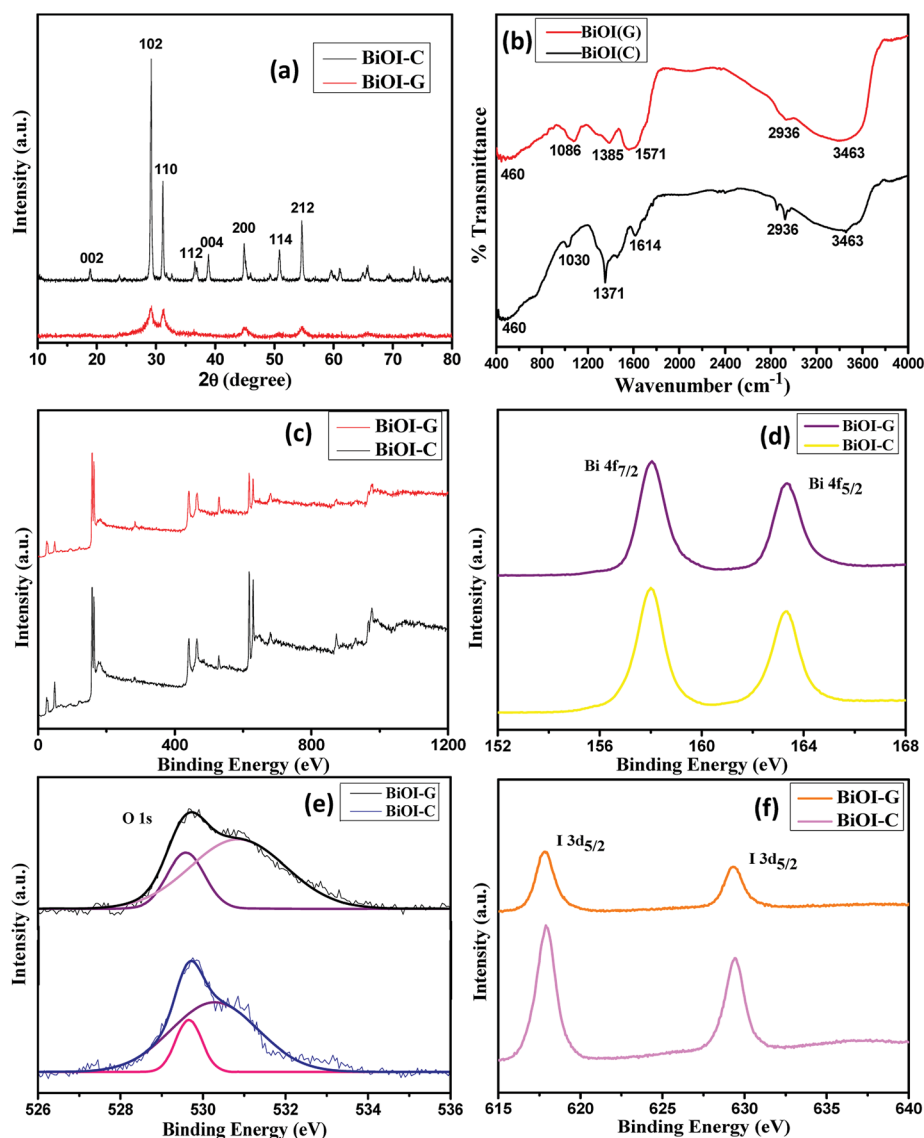 (a)
BiOI-C
BiOI-G
102
110
002
112
004
200
114
212
Intensity (a.u.)
10 20 30 40 50 60 70 80
2θ (degree)
(b)
BiOI(G)
BiOI(C)
460
1086
1385
1571
2936
3463
460
1030
1371
1614
2936
3463
% Transmittance
400 800 1200 1600 2000 2400 2800 3200 3600 4000
Wavenumber (cm-1)
(c)
BiOI-G
BiOI-C
Intensity (a.u.)
0 400 600 800 1200
Binding Energy (eV)
(d)
BiOI-G
BiOI-C
Bi 4f7/2
Bi 4f5/2
Intensity (a.u.)
152 156 160 164 168
Binding Energy (eV)
(e)
BiOI-G
BiOI-C
O 1s
Intensity (a.u.)
526 528 530 532 534 536
Binding Energy (eV)
(f)
BiOI-G
BiOI-C
I 3d5/2
I 3d5/2
Intensity (a.u.)
615 620 625 630 635 640
Binding Energy (eV)